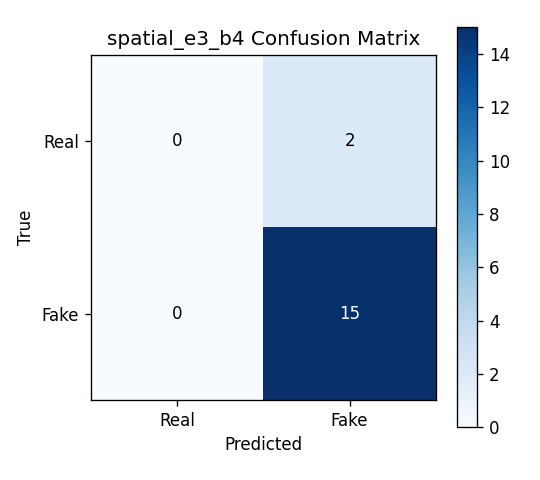 spatial_e3_b4 Confusion Matrix
True
Real
Fake
0
2
0
15
Real
Fake
Predicted
14
12
10
8
6
4
2
0